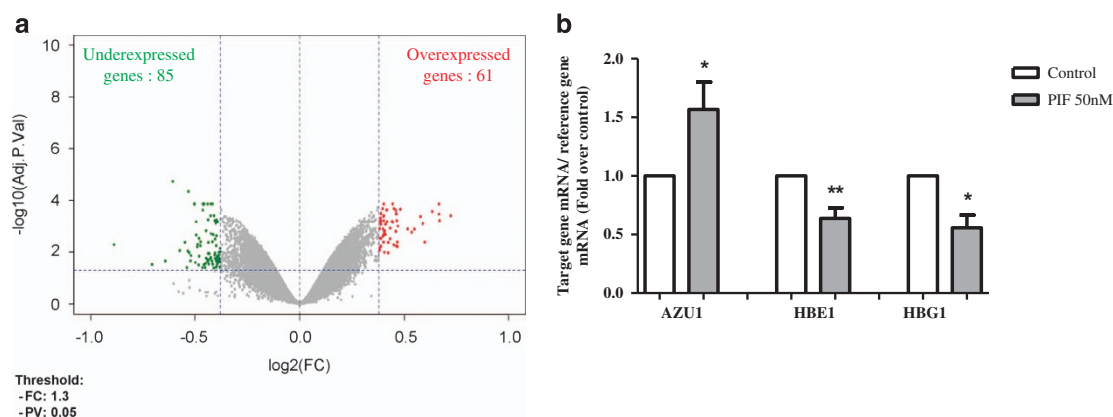 a
Underexpressed
genes : 85
Overexpressed
genes : 61
-log10(Adj.P.Val)
10
8
6
4
2
0
-1.0
-0.5
0.0
0.5
1.0
log2(FC)
Threshold:
-FC: 1.3
-PV: 0.05
b
Target gene mRNA/ reference gene
mRNA (Fold over control)
2.0
1.5
1.0
0.5
0.0
*
**
*
AZU1
HBE1
HBG1
Control
PIF 50nM